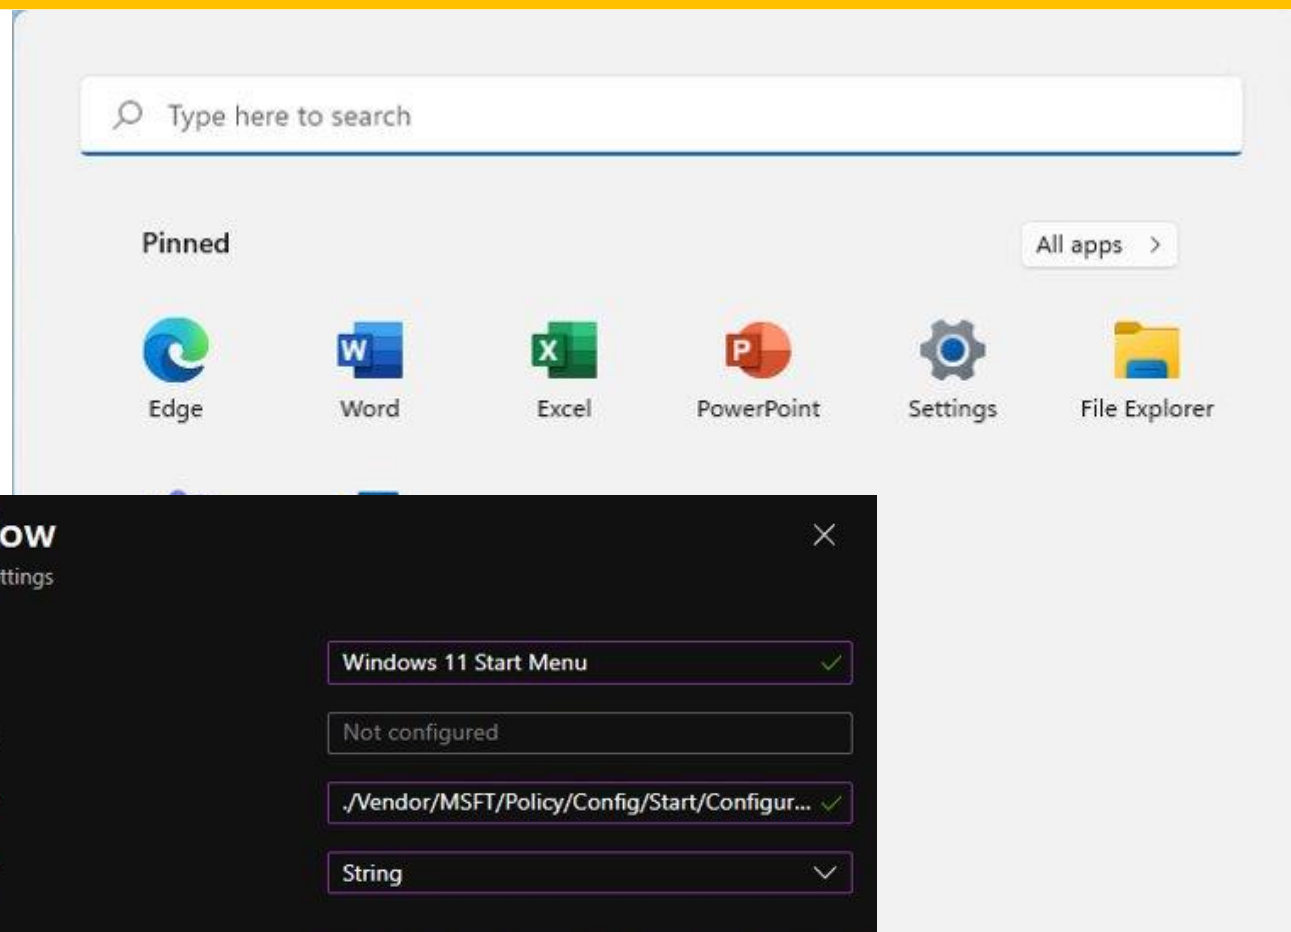 Type here to search
Pinned
All apps
W
X
P
Edge
Word
Excel
PowerPoint
Settings
File Explorer
ow
ttings
Windows 11 Start Menu
Not configured
./Vendor/MSFT/Policy/Config/Start/Configur...
String